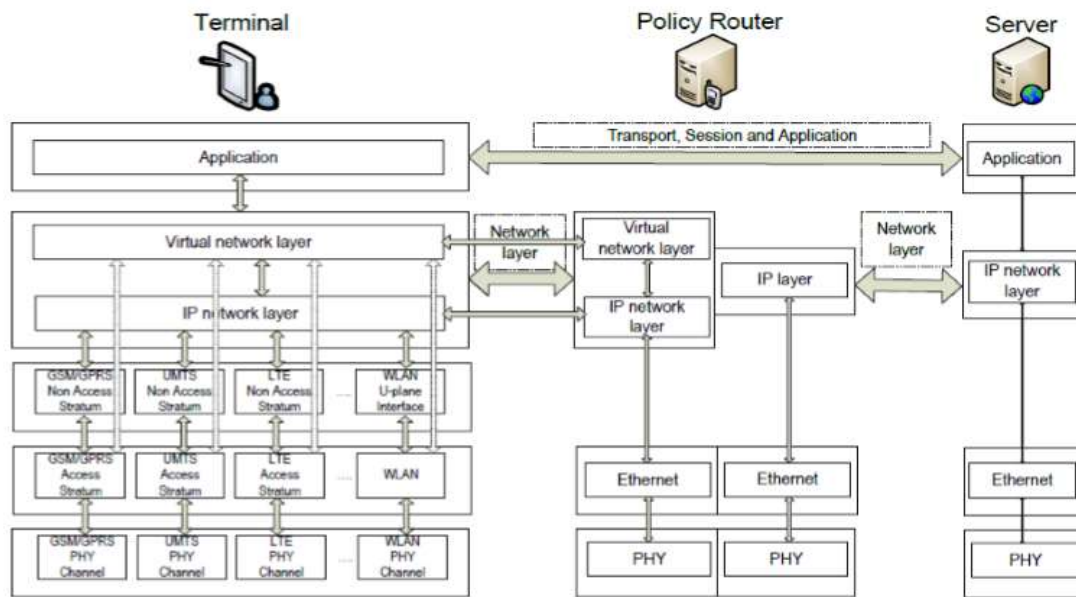 Terminal
Policy Router
Server
Transport, Session and Application
Application
Application
Virtual network layer
Network
layer
Virtual
network layer
Network
layer
IP layer
IP network
layer
IP network layer
IP network
layer
GSM/GPRS
Non Access
Stratum
UMTS
Non Access
Stratum
LTE
Non Access
Stratum
...
WLAN
U-plane
Interface
GSM/GPRS
Access
Stratum
UMTS
Access
Stratum
LTE
Access
Stratum
...
WLAN
Ethernet
Ethernet
Ethernet
GSM/GPRS
PHY
Channel
UMTS
PHY
Channel
LTE
PHY
Channel
...
WLAN
PHY
Channel
PHY
PHY
PHY